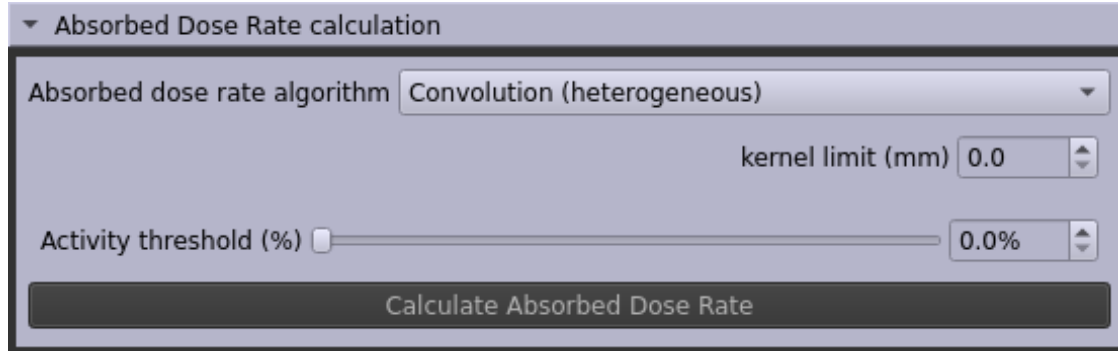 Absorbed Dose Rate calculation
Absorbed dose rate algorithm Convolution (heterogeneous)
kernel limit (mm) 0.0
Activity threshold (%) 0.0%
Calculate Absorbed Dose Rate